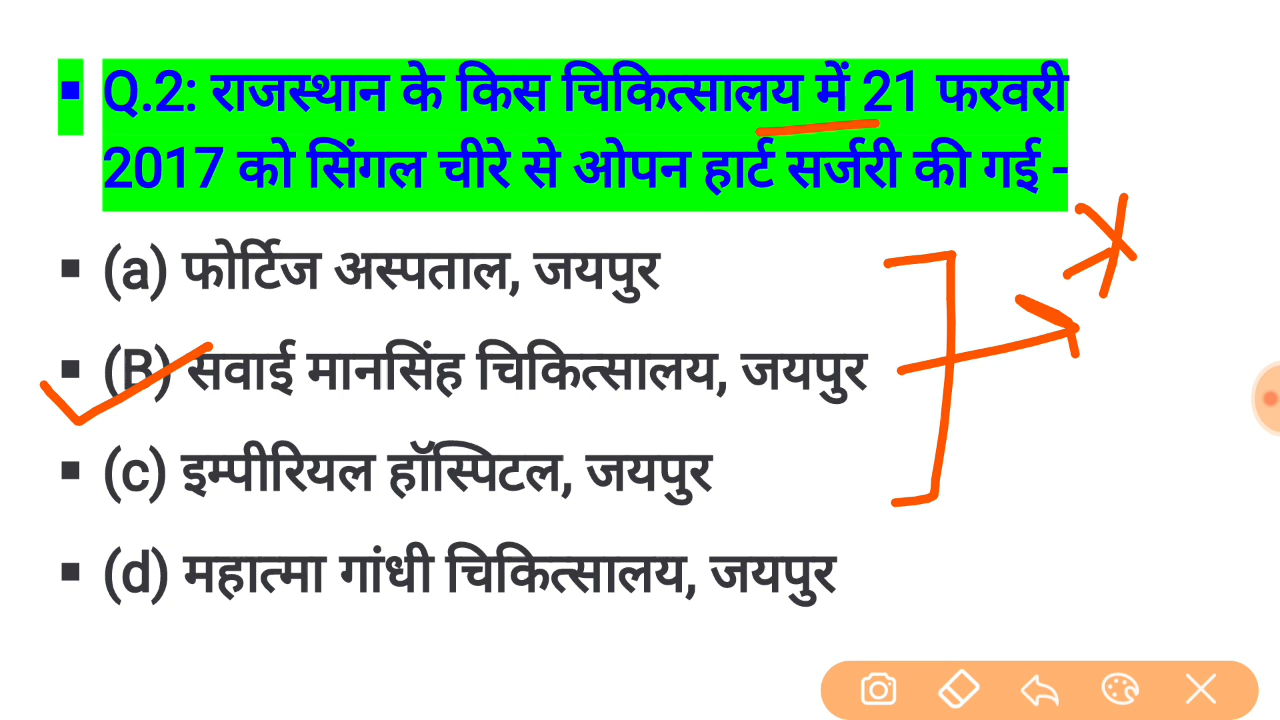 ▪ Q.2: राजस्थान के किस चिकित्सालय में 21 फरवरी
2017 को सिंगल चीरे से ओपन हार्ट सर्जरी की गई -
▪ (a) फोर्टिज अस्पताल, जयपुर
▪ (B) सवाई मानसिंह चिकित्सालय, जयपुर
▪ (c) इम्पीरियल हॉस्पिटल, जयपुर
▪ (d) महात्मा गांधी चिकित्सालय, जयपुर